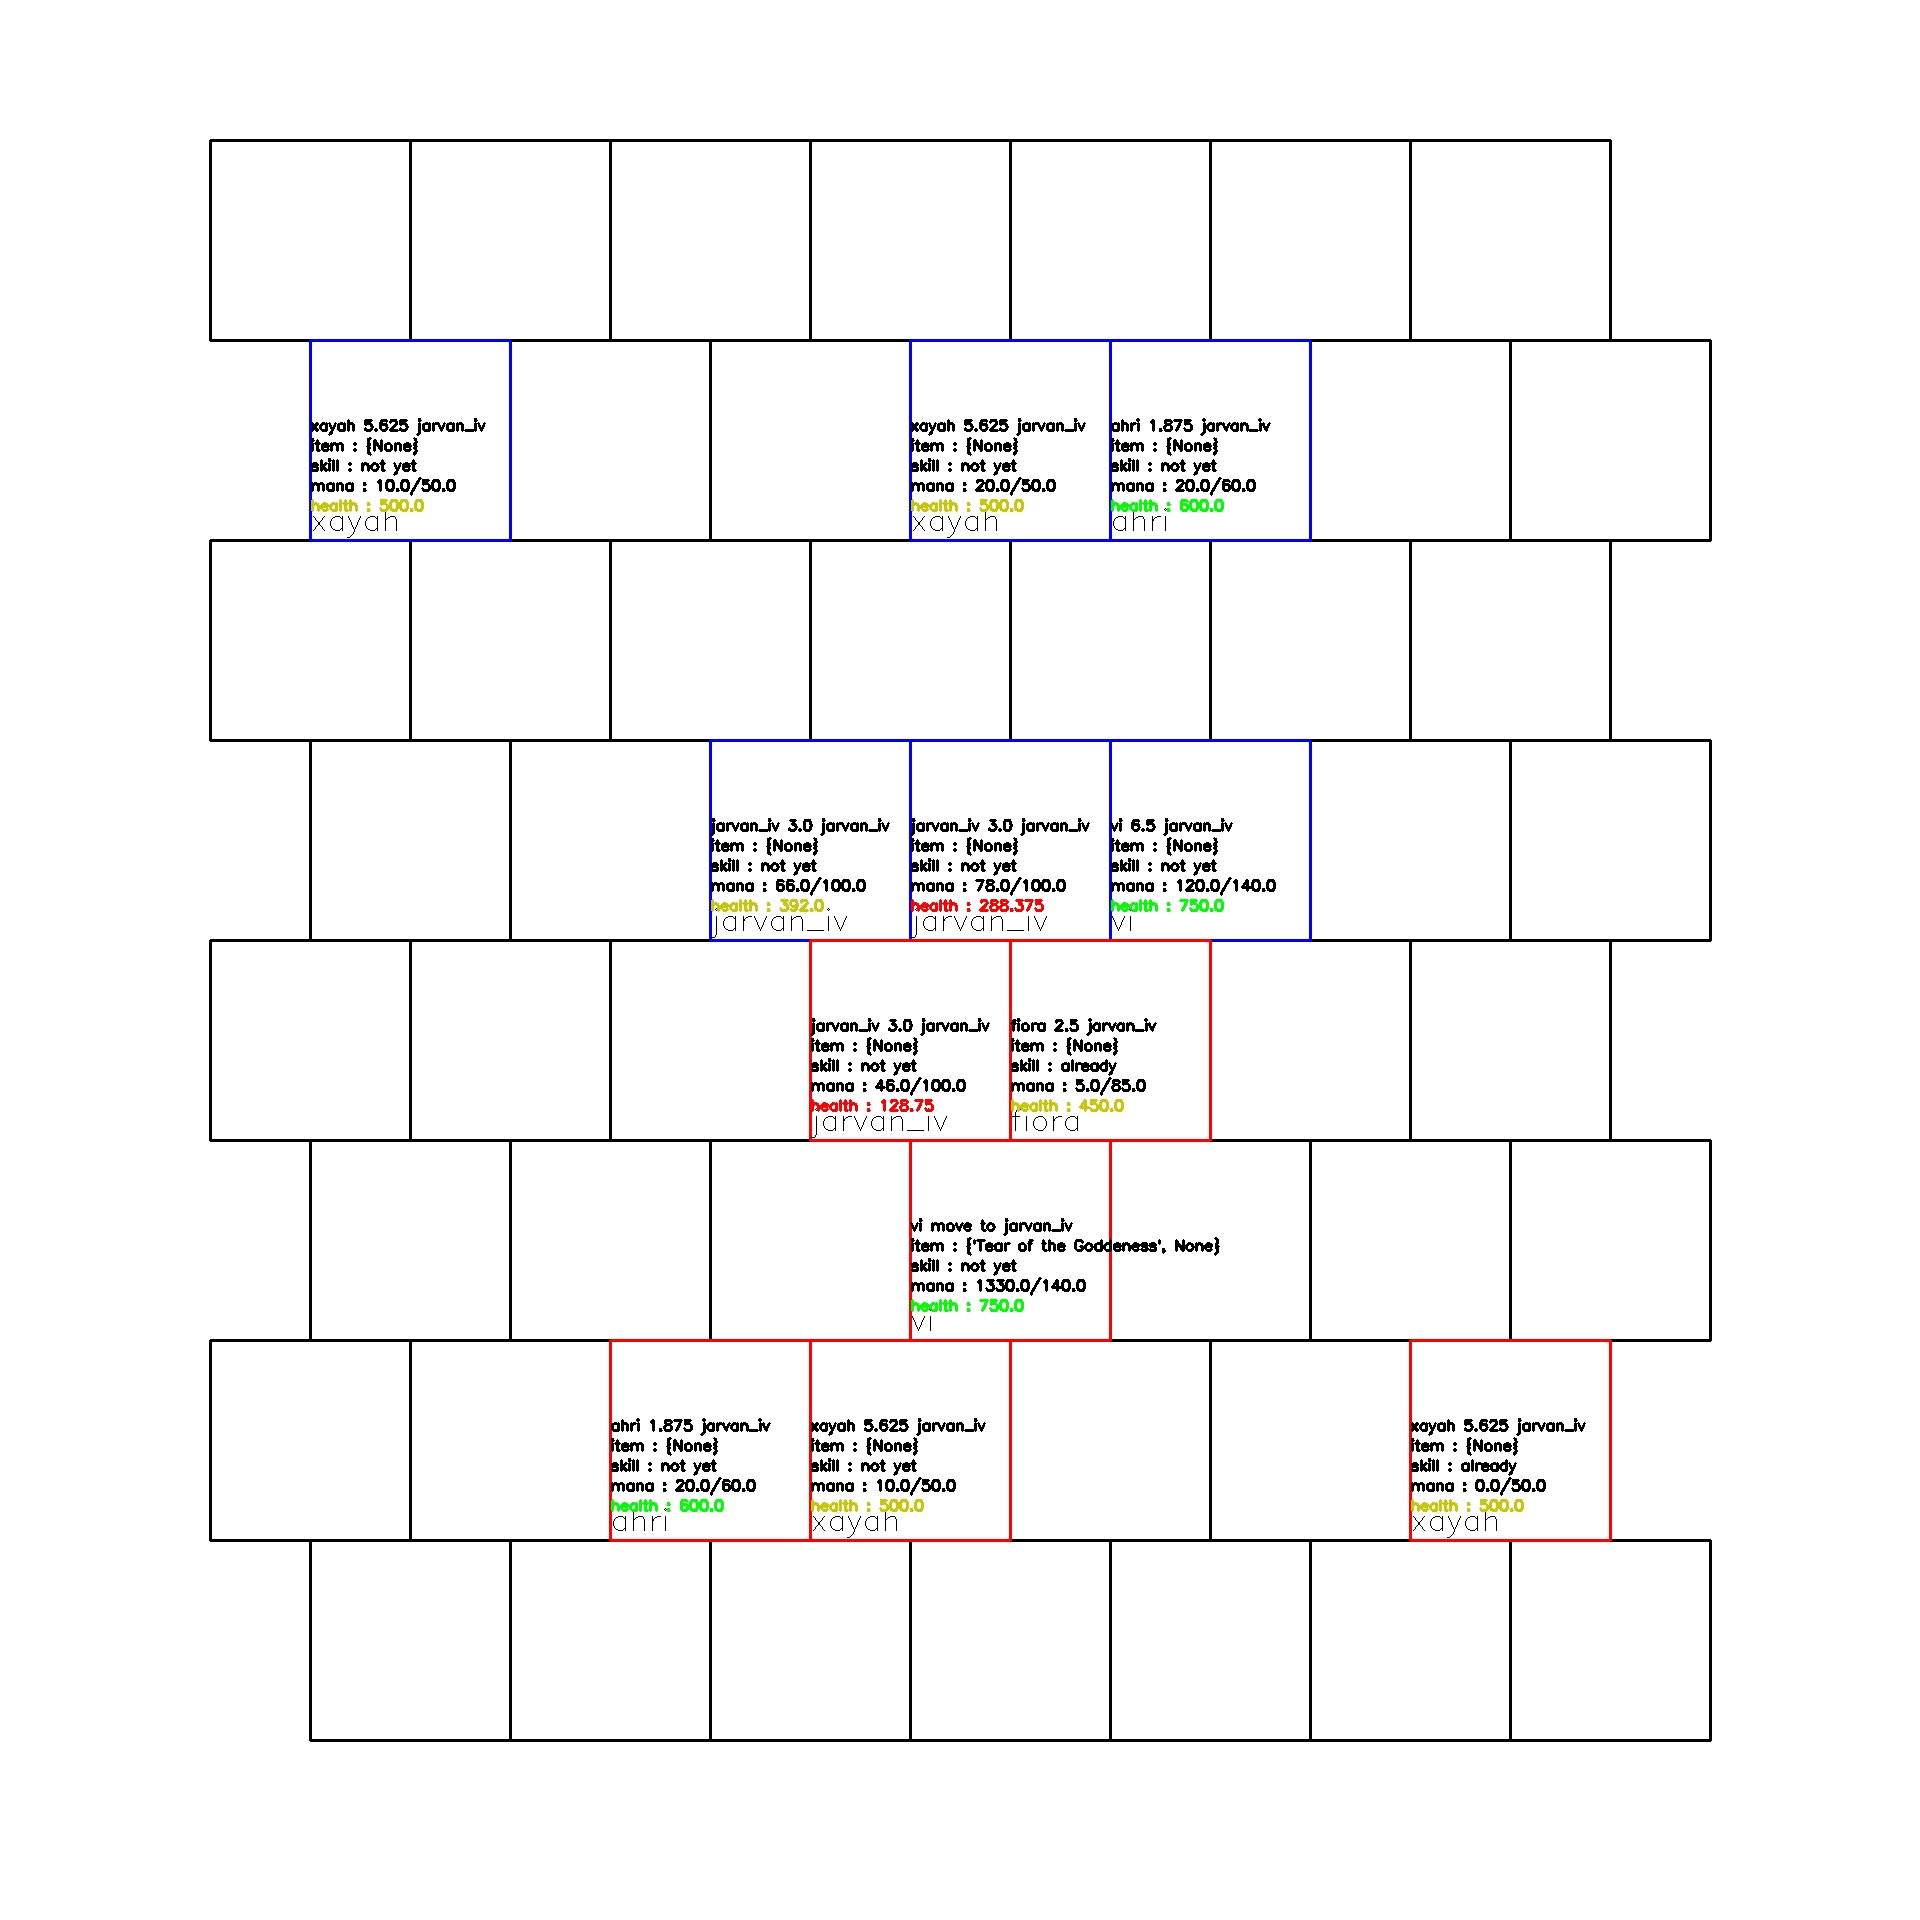 xayah 5.625 jarvan_iv
item : {None}
skill : not yet
mana : 10.0/50.0
health : 500.0
xayah
xayah 5.625 jarvan_iv
item : {None}
skill : not yet
mana : 20.0/50.0
health : 500.0
xayah
ahri 1.875 jarvan_iv
item : {None}
skill : not yet
mana : 20.0/60.0
health : 600.0
ahri
jarvan_iv 3.0 jarvan_iv
item : {None}
skill : not yet
mana : 66.0/100.0
health : 392.0
jarvan_iv
jarvan_iv 3.0 jarvan_iv
item : {None}
skill : not yet
mana : 78.0/100.0
health : 288.375
jarvan_iv
vi 6.5 jarvan_iv
item : {None}
skill : not yet
mana : 120.0/140.0
health : 750.0
vi
jarvan_iv 3.0 jarvan_iv
item : {None}
skill : not yet
mana : 46.0/100.0
health : 128.75
jarvan_iv
fiora 2.5 jarvan_iv
item : {None}
skill : already
mana : 5.0/85.0
health : 450.0
fiora
vi move to jarvan_iv
item : {'Tear of the Goddeness', None}
skill : not yet
mana : 1330.0/140.0
health : 750.0
vi
ahri 1.875 jarvan_iv
item : {None}
skill : not yet
mana : 20.0/60.0
health : 600.0
ahri
xayah 5.625 jarvan_iv
item : {None}
skill : not yet
mana : 10.0/50.0
health : 500.0
xayah
xayah 5.625 jarvan_iv
item : {None}
skill : already
mana : 0.0/50.0
health : 500.0
xayah